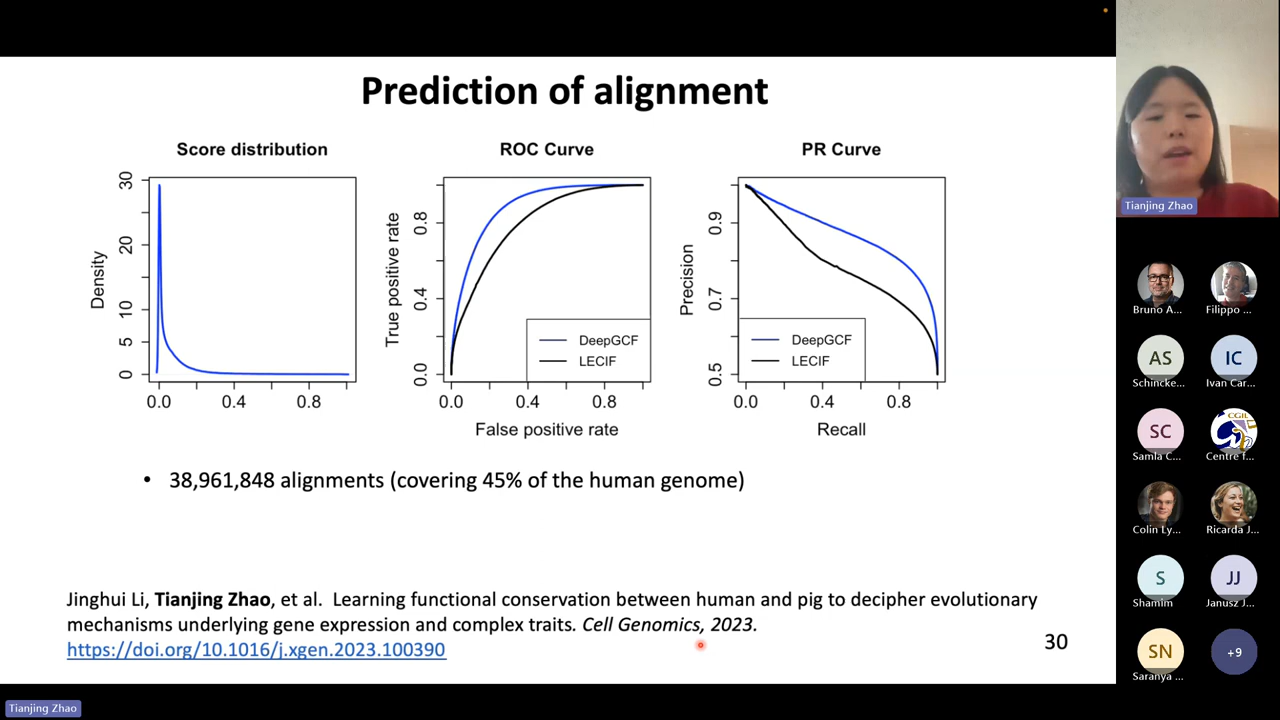 Prediction of alignment
Score distribution
ROC Curve
PR Curve
Density
30
20
10
5
0
0.0 0.4 0.8
True positive rate
0.8
0.4
0.0
DeepGCF
LECIF
0.0 0.4 0.8
False positive rate
Precision
0.9
0.7
0.5
DeepGCF
LECIF
0.0 0.4 0.8
Recall
• 38,961,848 alignments (covering 45% of the human genome)
Jinghui Li, Tianjing Zhao, et al. Learning functional conservation between human and pig to decipher evolutionary
mechanisms underlying gene expression and complex traits. Cell Genomics, 2023.
https://doi.org/10.1016/j.xgen.2023.100390
30
Tianjing Zhao
Bruno A... Filippo ...
AS IC
Schincke... Ivan Car...
SC CGIL
Samla C... Centre f...
Colin Ly... Ricarda J...
S JJ
Shamim Janusz J...
SN +9
Saranya ...
Tianjing Zhao